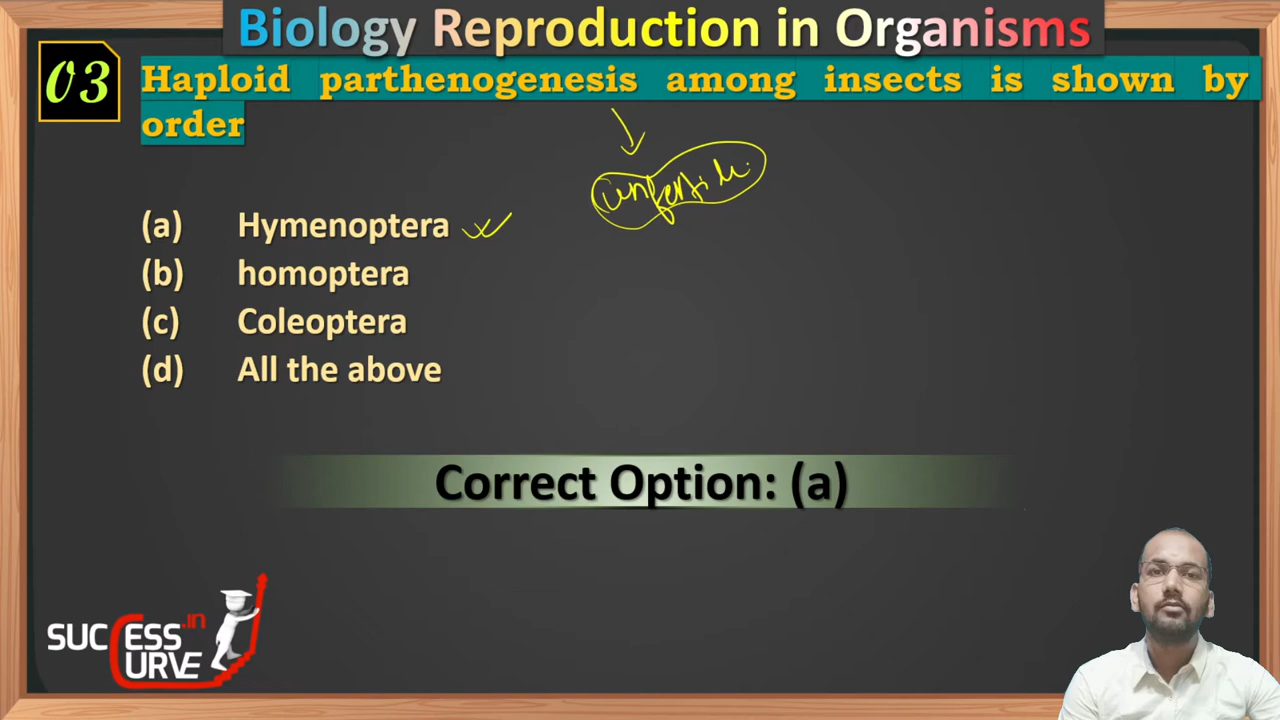 Biology Reproduction in Organisms
03
Haploid parthenogenesis among insects is shown by
order
(a) Hymenoptera
(b) homoptera
(c) Coleoptera
(d) All the above
Correct Option: (a)
SUCCESS.in
CURVE